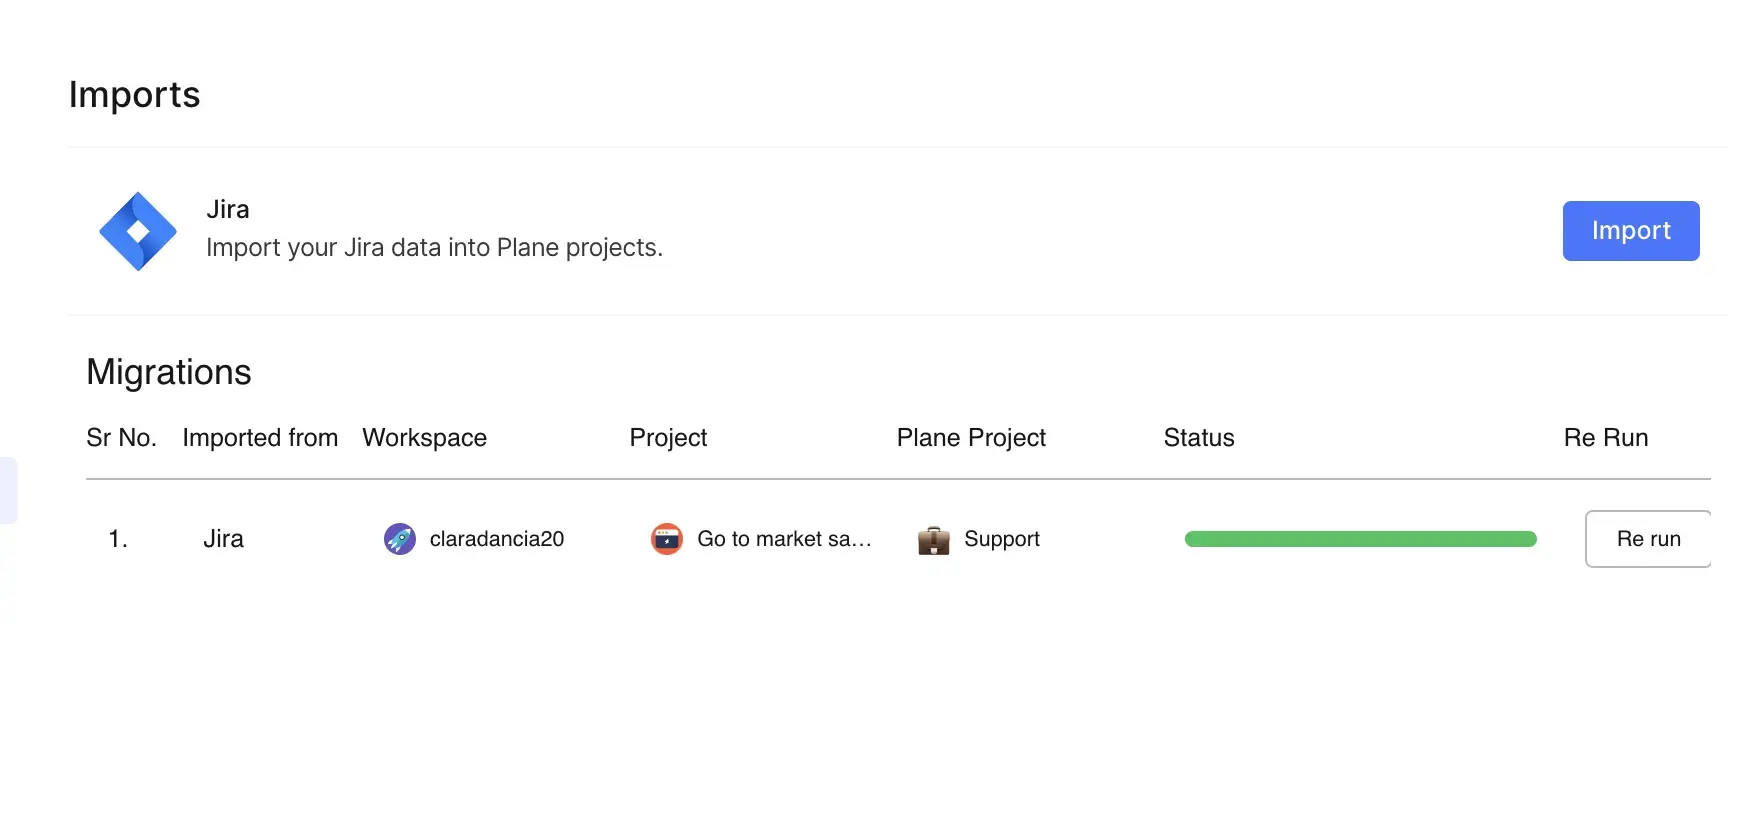 Imports
Jira
Import your Jira data into Plane projects.
Import
Migrations
Sr No. Imported from Workspace Project Plane Project Status Re Run
1. Jira claradancia20 Go to market sa... Support Re run